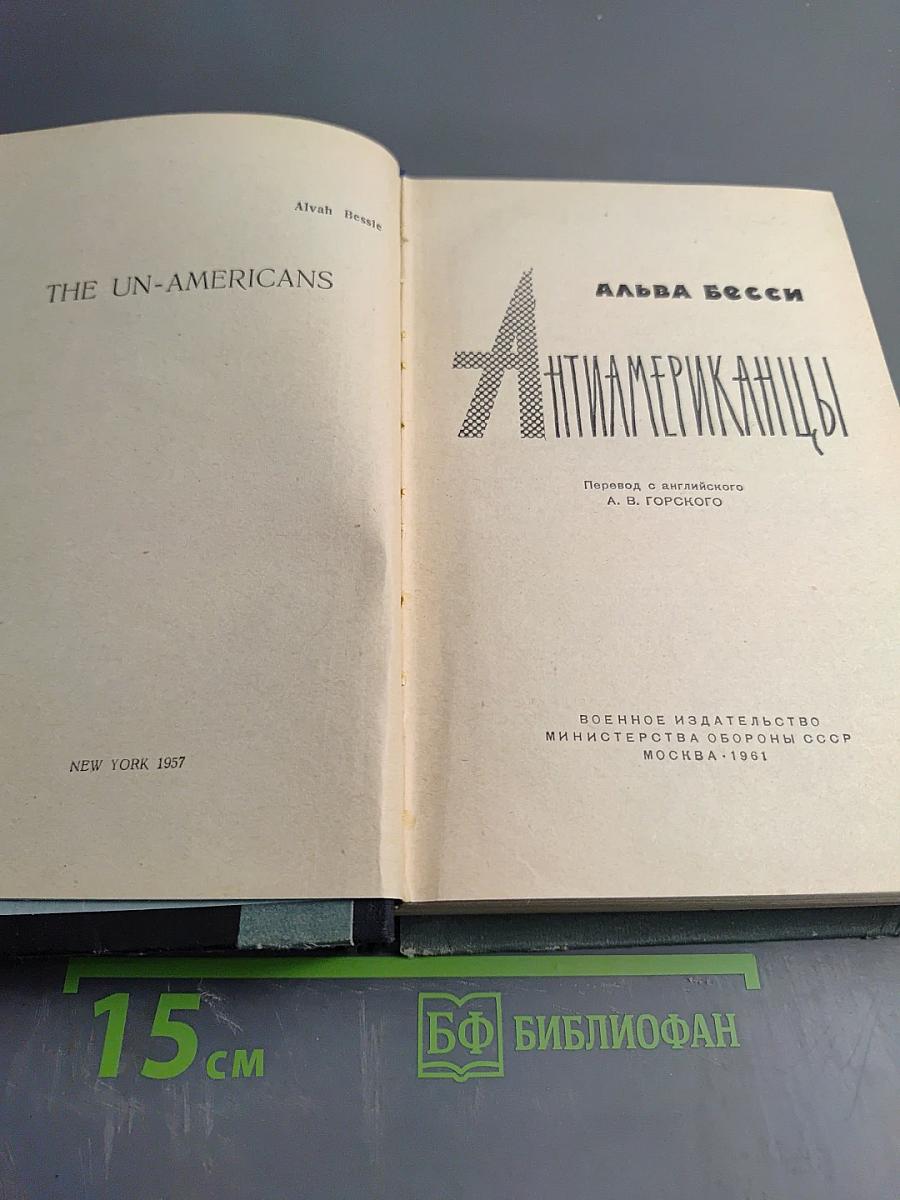 Alvah Bessie
THE UN-AMERICANS
NEW YORK 1957
АЛЬВА БЕССИ
АНТИАМЕРИКАНЦЫ
Перевод с английского
А. В. ГОРСКОГО
ВОЕННОЕ ИЗДАТЕЛЬСТВО
МИНИСТЕРСТВА ОБОРОНЫ СССР
МОСКВА · 1961
15 см
БФ БИБЛИОФАН